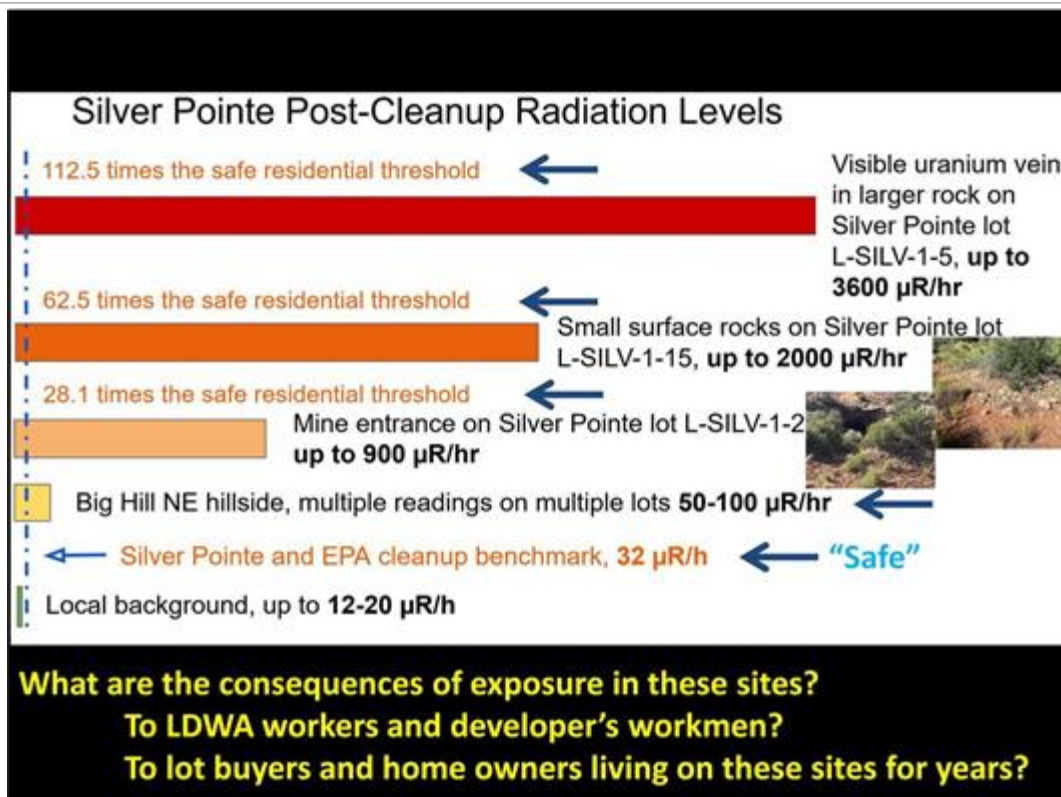 Silver Pointe Post-Cleanup Radiation Levels
112.5 times the safe residential threshold
Visible uranium vein
in larger rock on
Silver Pointe lot
L-SILV-1-5, up to
3600 µR/hr
62.5 times the safe residential threshold
Small surface rocks on Silver Pointe lot
L-SILV-1-15, up to 2000 µR/hr
28.1 times the safe residential threshold
Mine entrance on Silver Pointe lot L-SILV-1-2
up to 900 µR/hr
Big Hill NE hillside, multiple readings on multiple lots 50-100 µR/hr
Silver Pointe and EPA cleanup benchmark, 32 µR/h
“Safe”
Local background, up to 12-20 µR/h
What are the consequences of exposure in these sites?
To LDWA workers and developer’s workmen?
To lot buyers and home owners living on these sites for years?